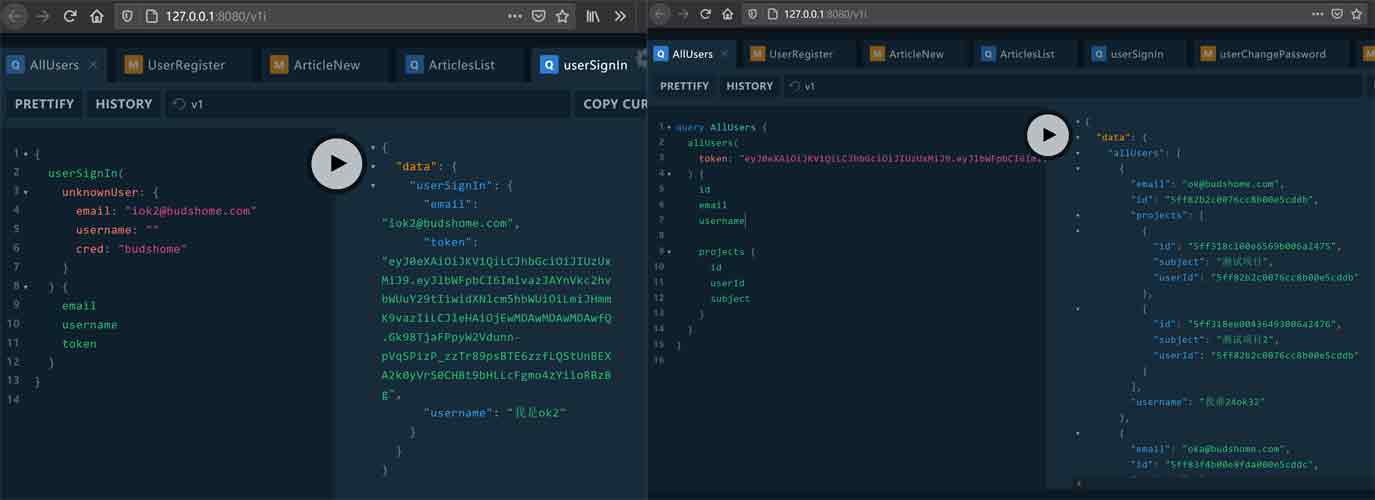 127.0.0.1:8080/v1i
AllUsers
UserRegister
ArticleNew
ArticlesList
userSignIn
PRETTIFY
HISTORY
v1
COPY CUR
1 {
2 userSignIn(
3 unknownUser: {
4 email: "iok2@budshome.com"
5 username: ""
6 cred: "budshome"
7 }
8 ) {
9 email
10 username
11 token
12 }
13 }
14
{
"data": {
"userSignIn": {
"email":
"iok2@budshome.com",
"token":
"username": "我是ok2"
}
}
}
127.0.0.1:8080/v1i
AllUsers
UserRegister
ArticleNew
ArticlesList
userSignIn
userChangePassword
PRETTIFY
HISTORY
v1
1 query AllUsers {
2 allUsers(
3 token: "eyJ0eXAiOiJKV1QiLCJhbGciOiJIUzUxMiJ9.eyJlbWFpbCI6Im..
4 ) {
5 id
6 email
7 username
8
9 projects {
10 id
11 userId
12 subject
13 }
14 }
15 }
16
{
"data": {
"allUsers": [
{
"email": "ok@budshome.com",
"id": "5ff82b2c0076cc8b00e5cddb",
"projects": [
{
"id": "5ff318c100e6569b006a2475",
"subject": "测试项目",
"userId": "5ff82b2c0076cc8b00e5cddb"
},
{
"id": "5ff318ee00436493006a2476",
"subject": "测试项目2",
"userId": "5ff82b2c0076cc8b00e5cddb"
}
],
"username": "我谁24ok32"
},
{
"email": "oka@budshome.com",
"id": "5ff83f4b00e8fda000e5cddc",